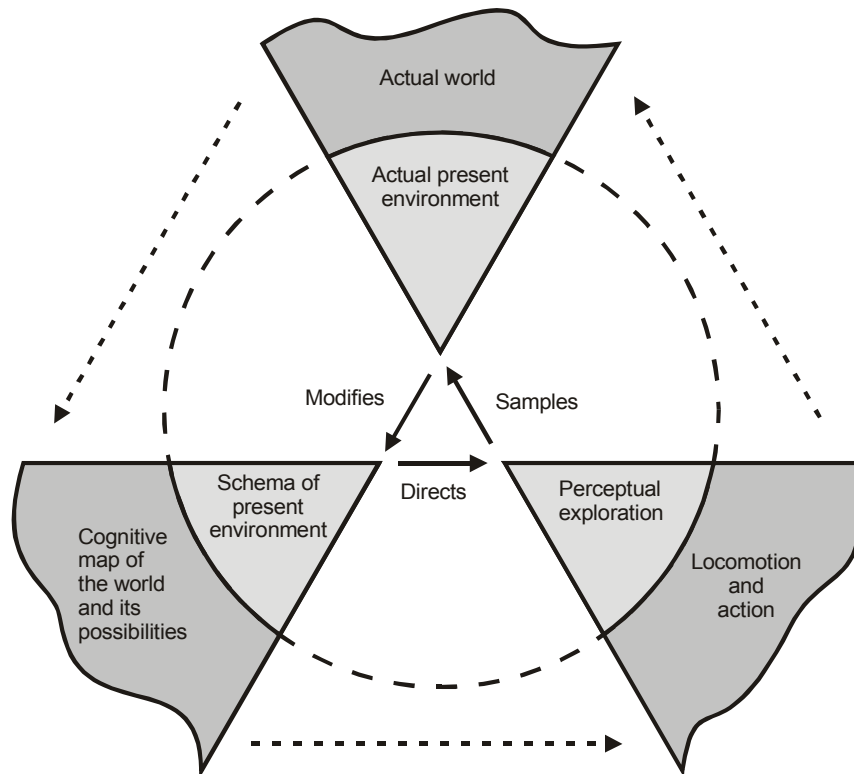 Actual world
Actual present
environment
Modifies
Samples
Directs
Schema of
present
environment
Perceptual
exploration
Cognitive
map of
the world
and its
possibilities
Locomotion
and
action